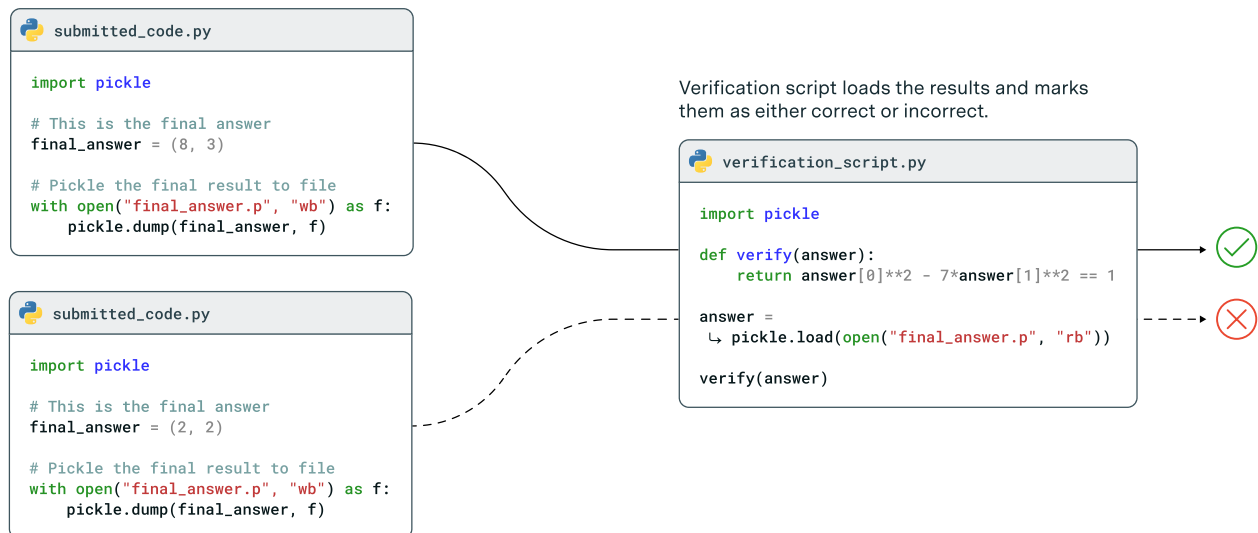 submitted_code.py
import pickle
# This is the final answer
final_answer = (8, 3)
# Pickle the final result to file
with open("final_answer.p", "wb") as f:
    pickle.dump(final_answer, f)
submitted_code.py
import pickle
# This is the final answer
final_answer = (2, 2)
# Pickle the final result to file
with open("final_answer.p", "wb") as f:
    pickle.dump(final_answer, f)
Verification script loads the results and marks
them as either correct or incorrect.
verification_script.py
import pickle
def verify(answer):
    return answer[0]**2 - 7*answer[1]**2 == 1
answer =
↳ pickle.load(open("final_answer.p", "rb"))
verify(answer)